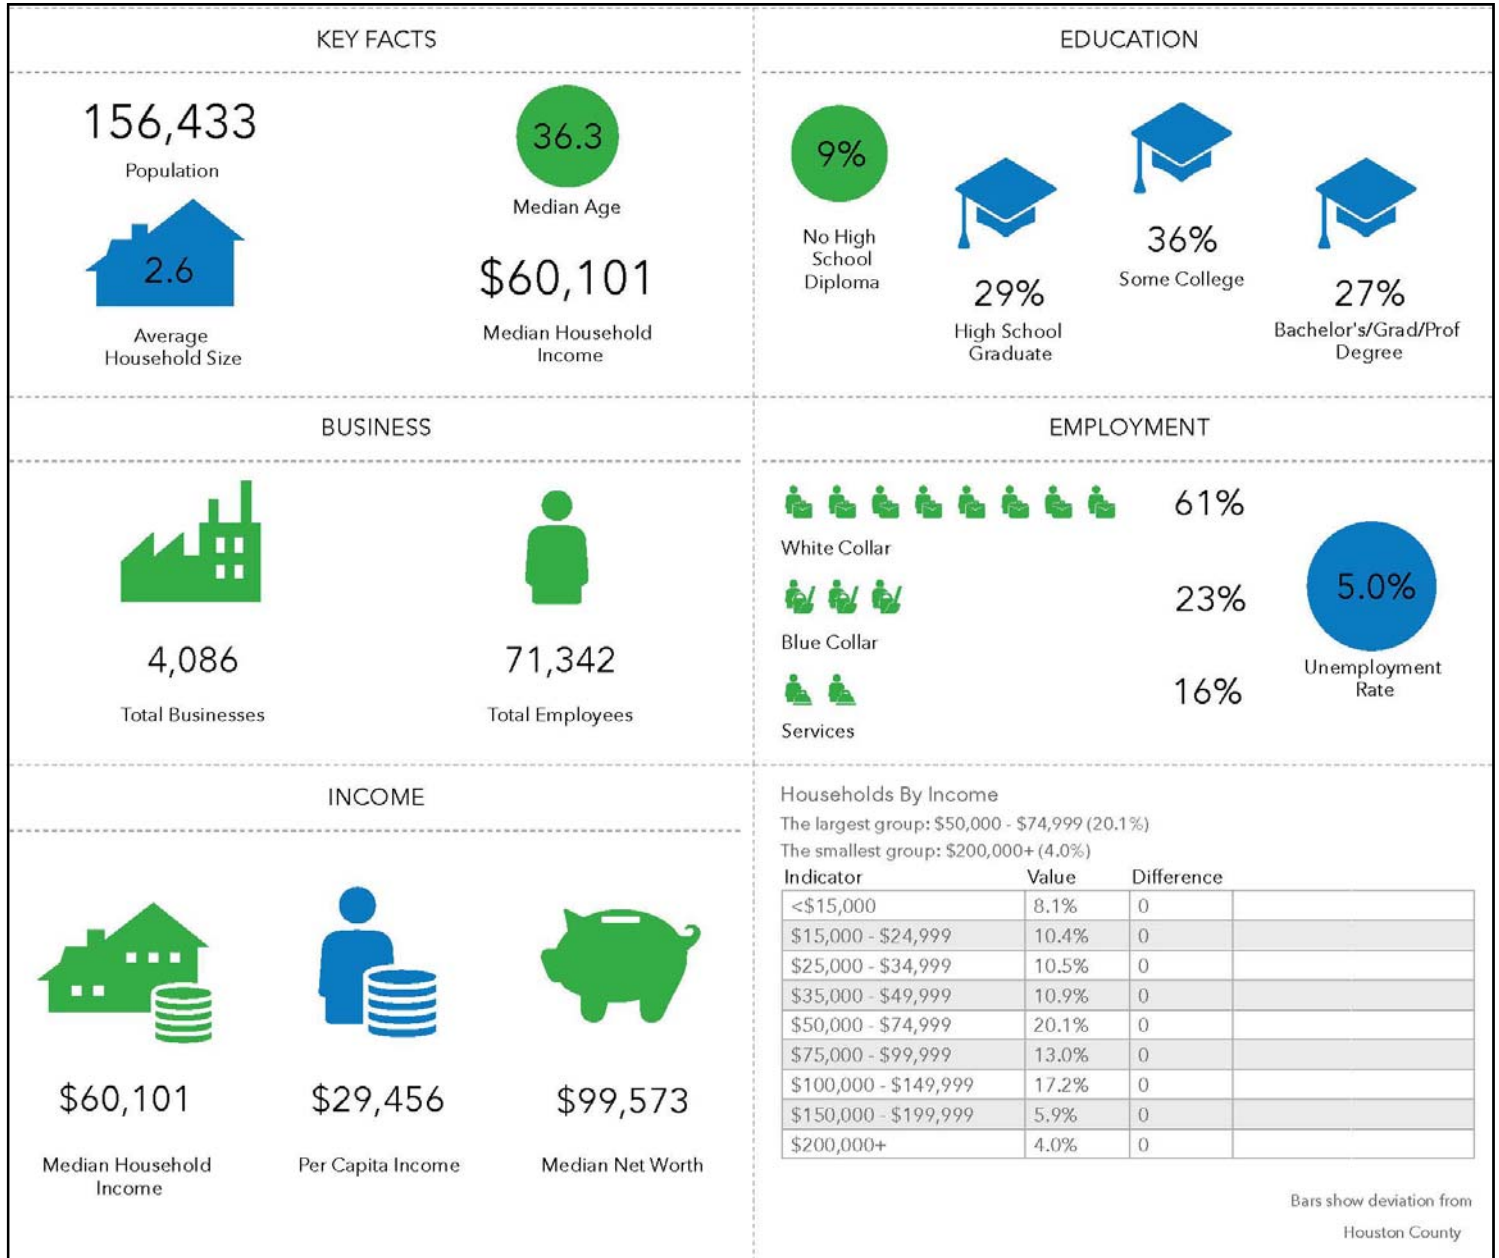 KEY FACTS
156,433
Population
36.3
Median Age
2.6
Average
Household Size
$60,101
Median Household
Income
EDUCATION
9%
No High
School
Diploma
29%
High School
Graduate
36%
Some College
27%
Bachelor's/Grad/Prof
Degree
BUSINESS
4,086
Total Businesses
71,342
Total Employees
EMPLOYMENT
61%
White Collar
23%
Blue Collar
16%
Services
5.0%
Unemployment
Rate
INCOME
$60,101
Median Household
Income
$29,456
Per Capita Income
$99,573
Median Net Worth
Households By Income
The largest group: $50,000 - $74,999 (20.1%)
The smallest group: $200,000+ (4.0%)
Indicator Value Difference
<$15,000 8.1% 0
$15,000 - $24,999 10.4% 0
$25,000 - $34,999 10.5% 0
$35,000 - $49,999 10.9% 0
$50,000 - $74,999 20.1% 0
$75,000 - $99,999 13.0% 0
$100,000 - $149,999 17.2% 0
$150,000 - $199,999 5.9% 0
$200,000+ 4.0% 0
Bars show deviation from
Houston County